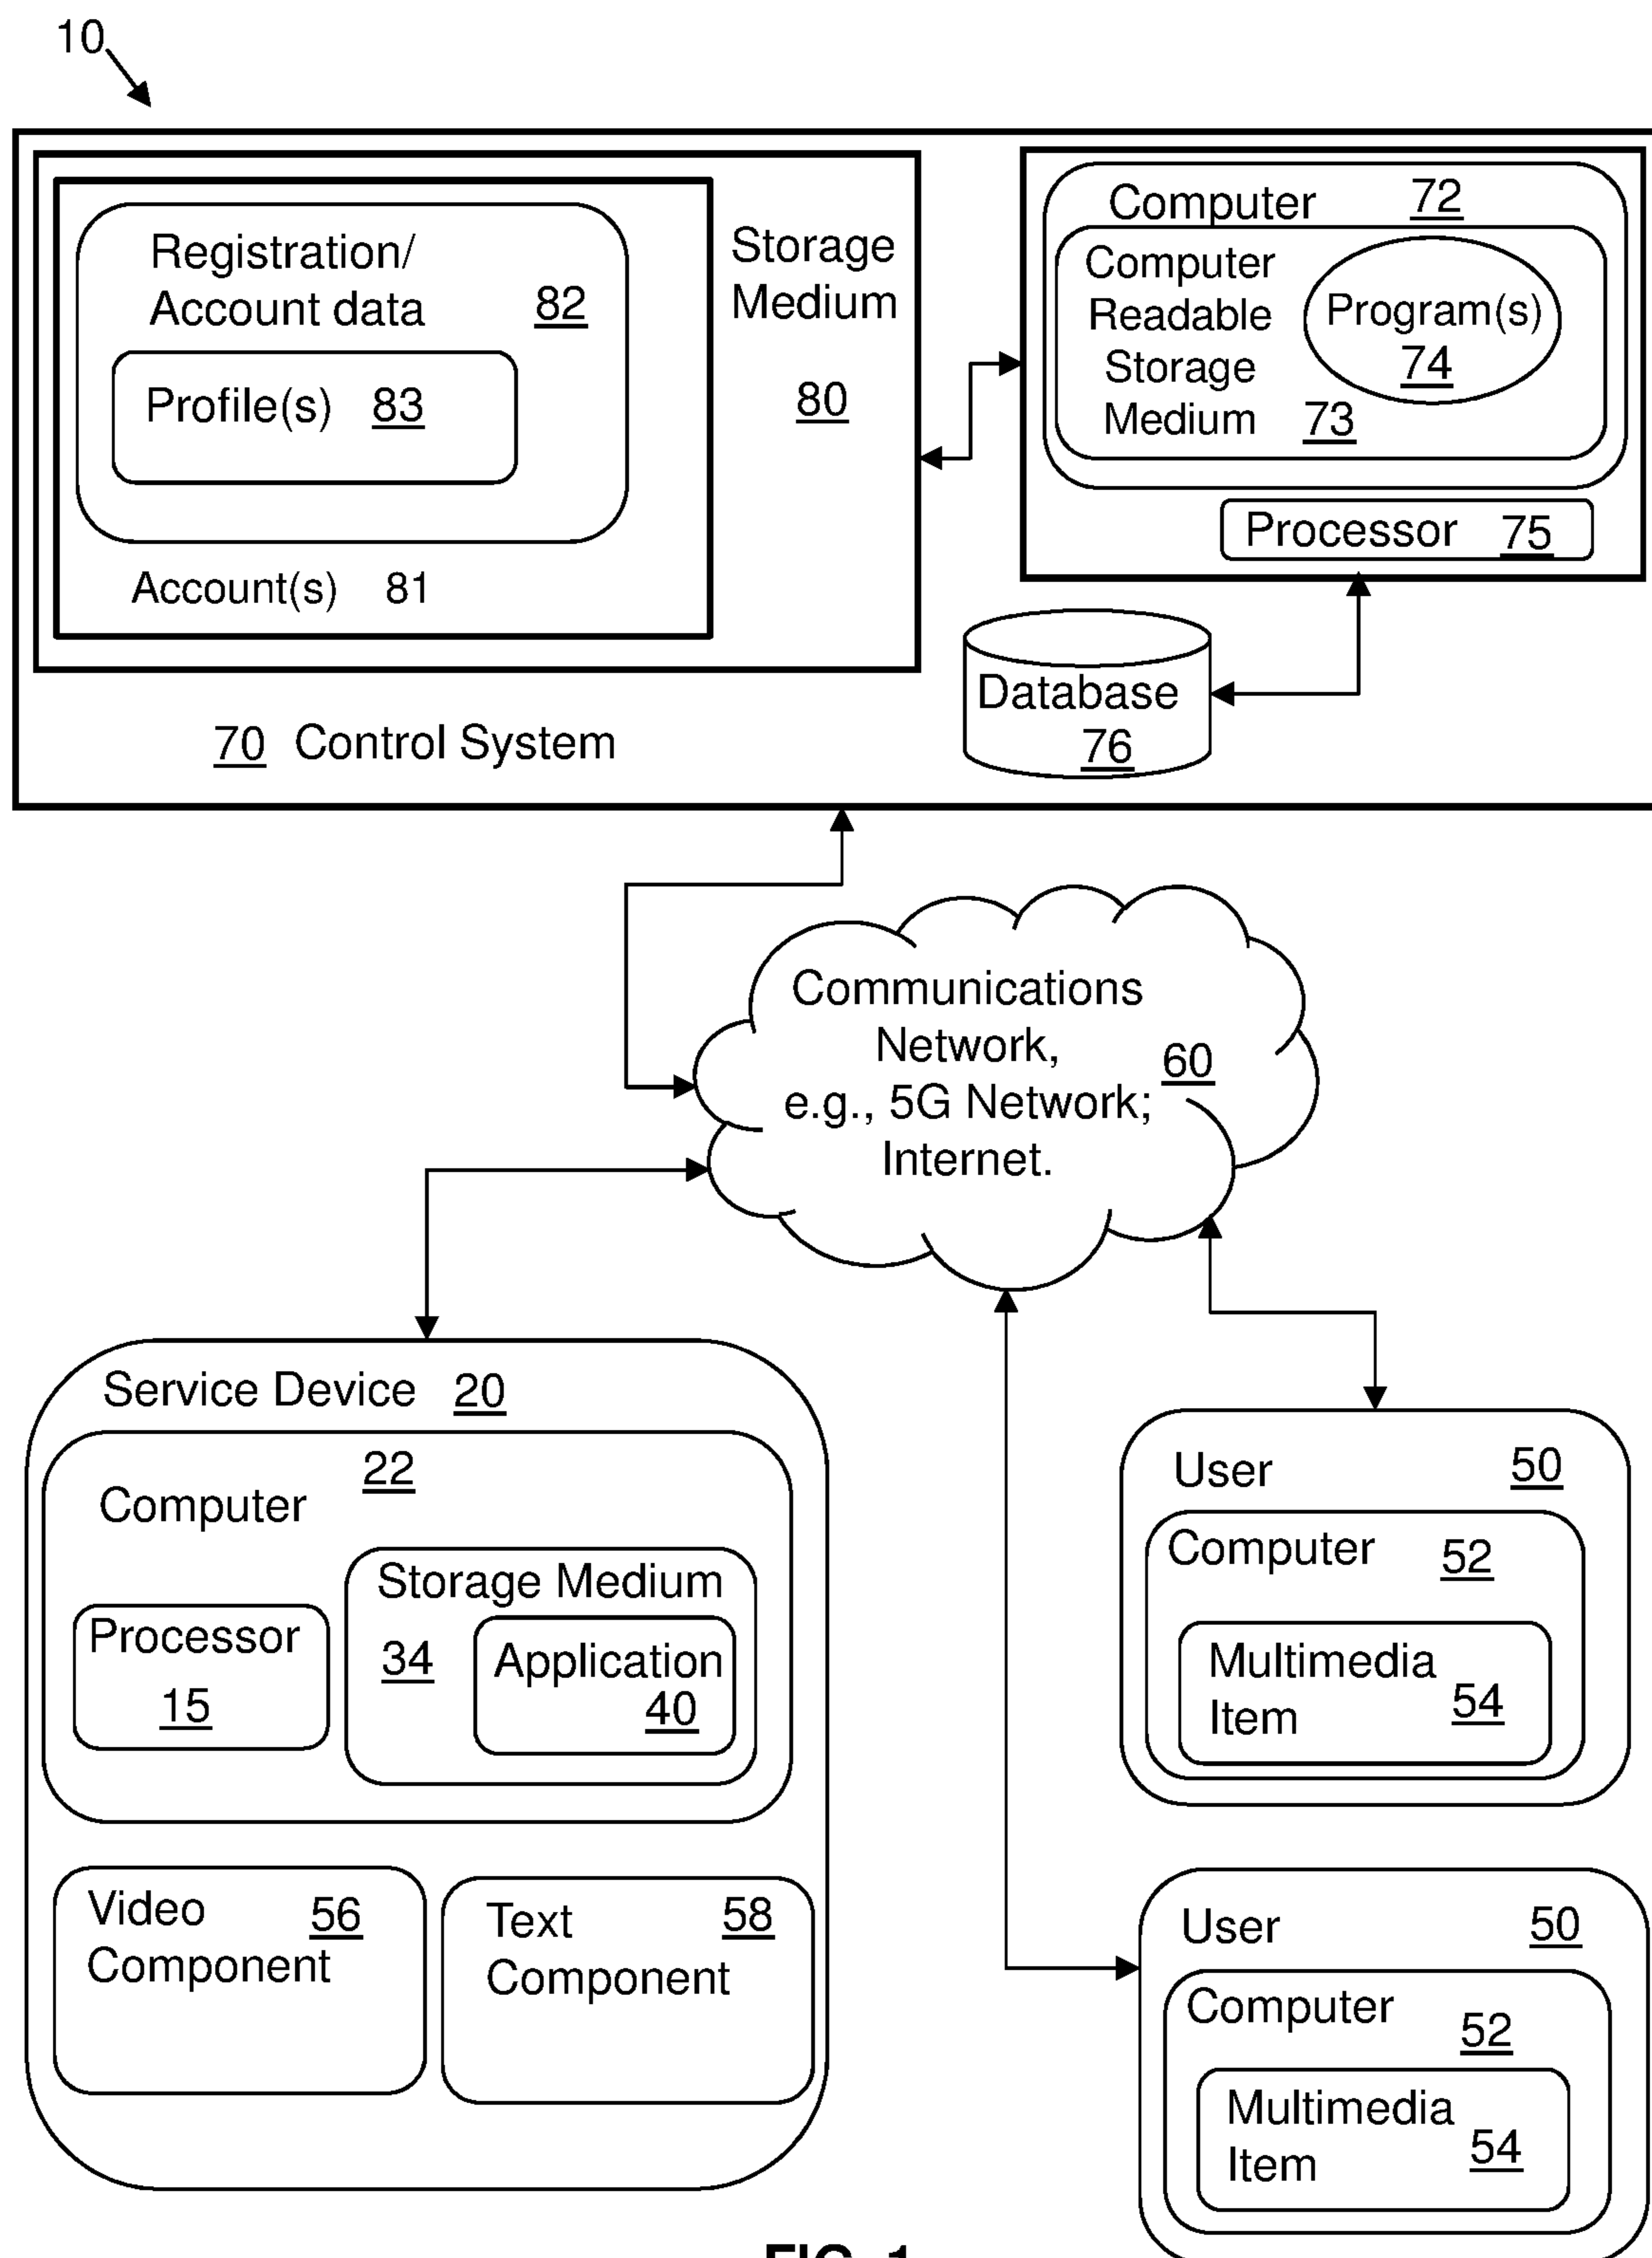 10
Registration/
Account data 82
Profile(s) 83
Account(s) 81
Storage
Medium
80
Computer 72
Computer
Readable
Storage
Medium 73
Program(s)
74
Processor 75
Database
76
70 Control System
Communications
Network,
60
e.g., 5G Network;
Internet.
Service Device 20
22
Computer
Processor
15
Storage Medium
34
Application
40
Video 56
Component
Text 58
Component
User 50
Computer 52
Multimedia
Item 54
User 50
Computer 52
Multimedia
Item 54
FIG. 1